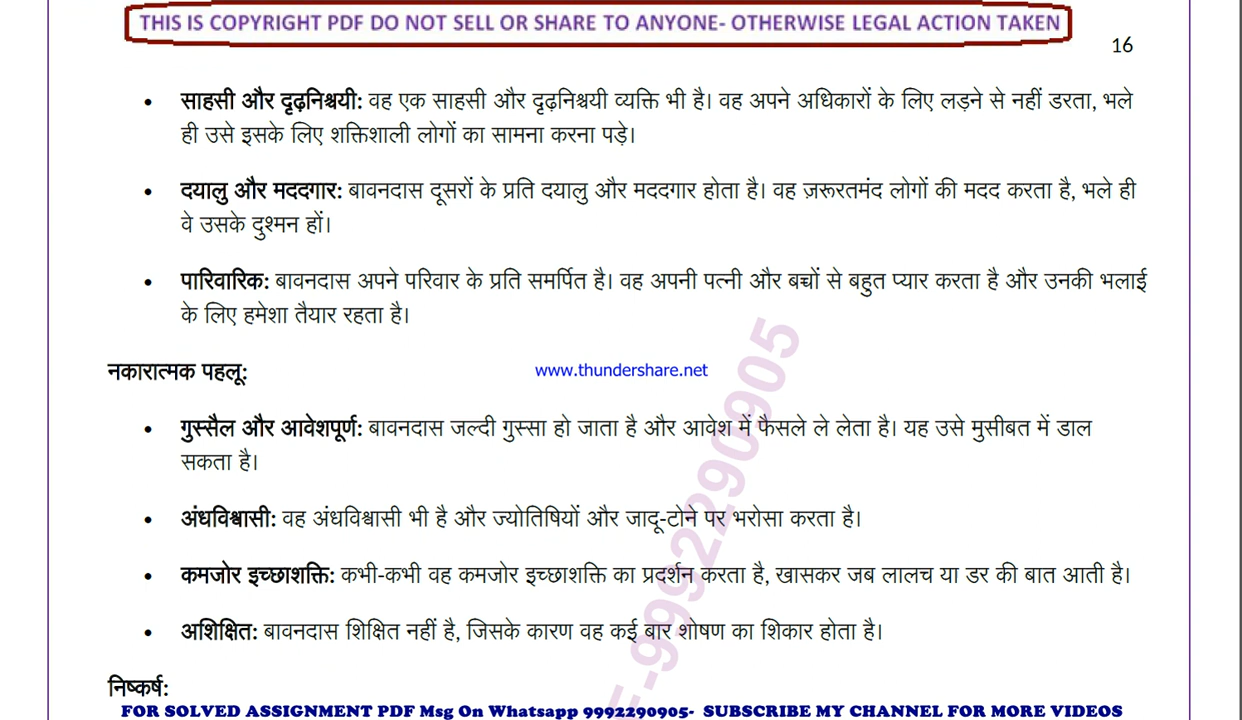 THIS IS COPYRIGHT PDF DO NOT SELL OR SHARE TO ANYONE- OTHERWISE LEGAL ACTION TAKEN
16
• साहसी और दृढ़निश्चयी: वह एक साहसी और दृढ़निश्चयी व्यक्ति भी है। वह अपने अधिकारों के लिए लड़ने से नहीं डरता, भले
ही उसे इसके लिए शक्तिशाली लोगों का सामना करना पड़े।
• दयालु और मददगार: बावनदास दूसरों के प्रति दयालु और मददगार होता है। वह ज़रूरतमंद लोगों की मदद करता है, भले ही
वे उसके दुश्मन हों।
• पारिवारिक: बावनदास अपने परिवार के प्रति समर्पित है। वह अपनी पत्नी और बच्चों से बहुत प्यार करता है और उनकी भलाई
के लिए हमेशा तैयार रहता है।
नकारात्मक पहलू:
www.thundershare.net
• गुस्सैल और आवेशपूर्ण: बावनदास जल्दी गुस्सा हो जाता है और आवेश में फैसले ले लेता है। यह उसे मुसीबत में डाल
सकता है।
• अंधविश्वासी: वह अंधविश्वासी भी है और ज्योतिषियों और जादू-टोने पर भरोसा करता है।
• कमजोर इच्छाशक्ति: कभी-कभी वह कमजोर इच्छाशक्ति का प्रदर्शन करता है, खासकर जब लालच या डर की बात आती है।
• अशिक्षित: बावनदास शिक्षित नहीं है, जिसके कारण वह कई बार शोषण का शिकार होता है।
निष्कर्ष:
FOR SOLVED ASSIGNMENT PDF Msg On Whatsapp 9992290905- SUBSCRIBE MY CHANNEL FOR MORE VIDEOS
F-9992290905